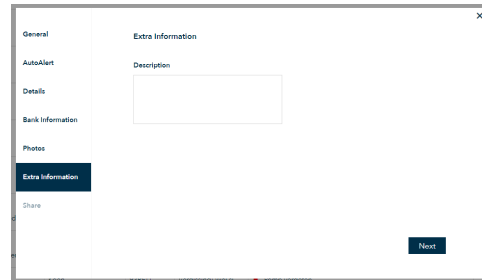 General
AutoAlert
Details
Bank Information
Photos
Extra Information
Share
Extra Information
Description
Next